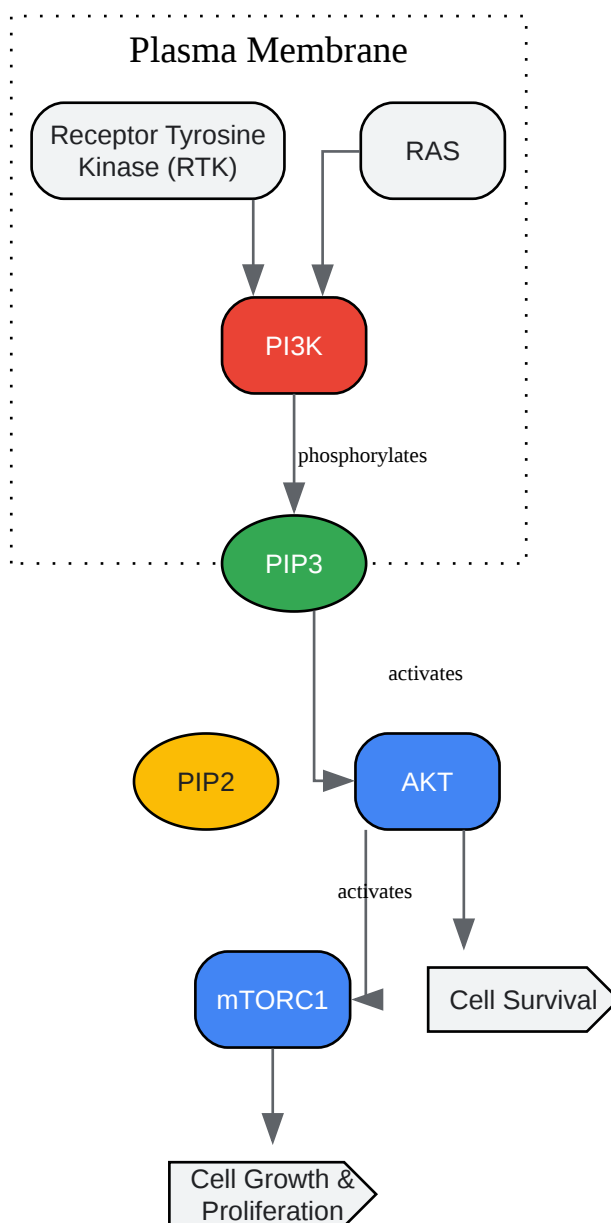 Plasma Membrane
Receptor Tyrosine
Kinase (RTK)
RAS
PI3K
phosphorylates
PIP3
activates
PIP2
AKT
activates
mTORC1
Cell Survival
Cell Growth &
Proliferation